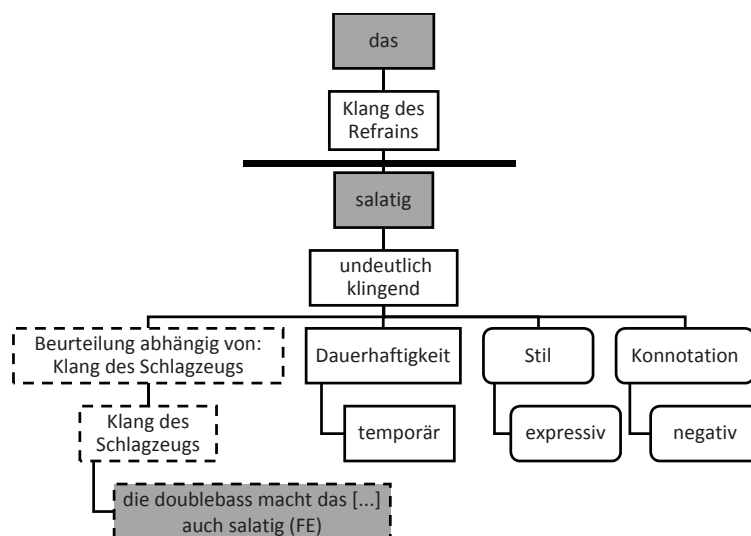 das
Klang des
Refrains
salatig
undeutlich
klingend
Beurteilung abhängig von:
Klang des Schlagzeugs
Dauerhaftigkeit
Stil
Konnotation
Klang des
Schlagzeugs
temporär
expressiv
negativ
die doublebass macht das [...]
auch salatig (FE)